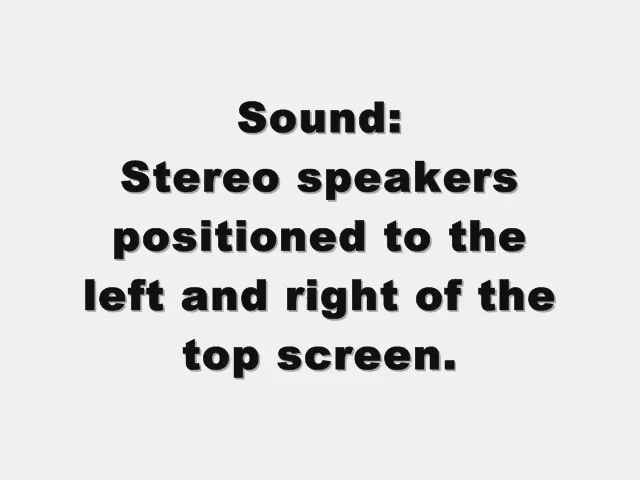 Sound:
Stereo speakers
positioned to the
left and right of the
top screen.